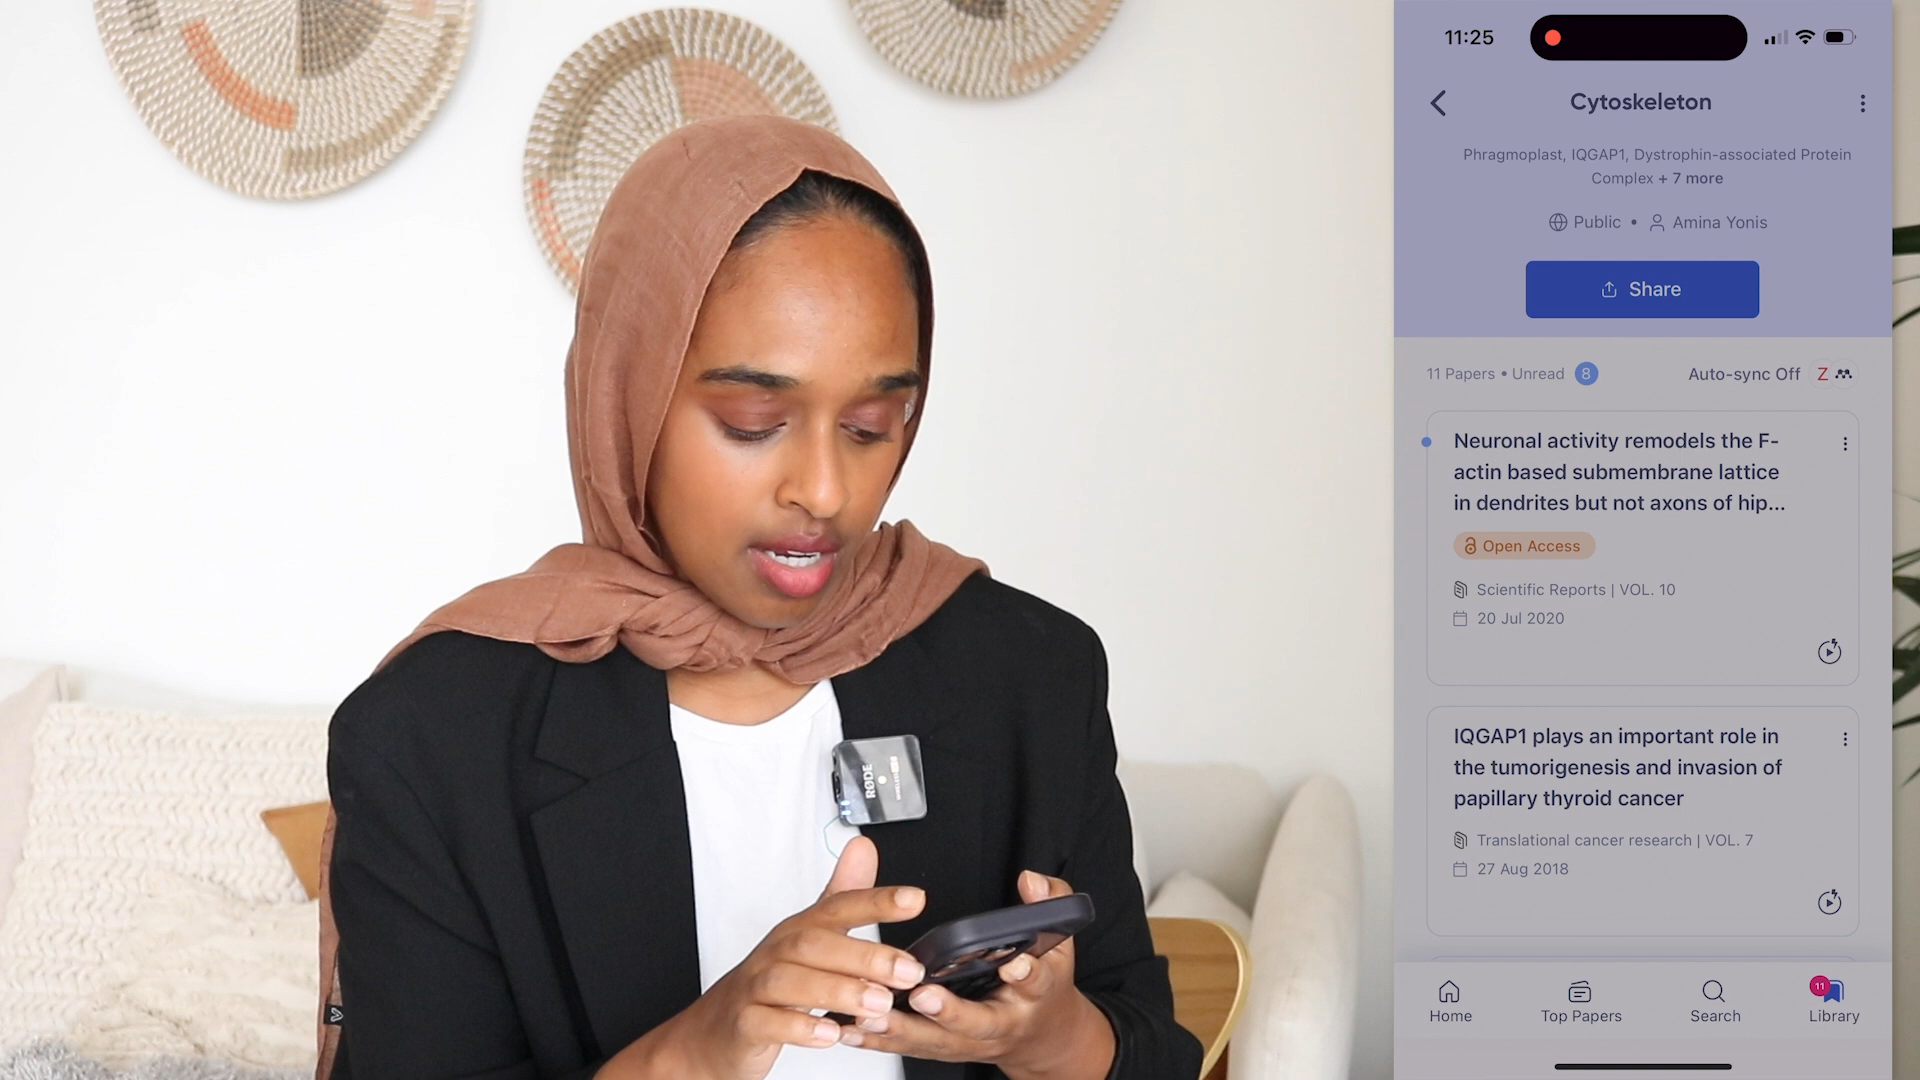 11:25
Cytoskeleton
Phragmoplast, IQGAP1, Dystrophin-associated Protein
Complex + 7 more
Public • Amina Yonis
Share
11 Papers • Unread 8
Auto-sync Off Z
Neuronal activity remodels the F-
actin based submembrane lattice
in dendrites but not axons of hip...
Open Access
Scientific Reports | VOL. 10
20 Jul 2020
IQGAP1 plays an important role in
the tumorigenesis and invasion of
papillary thyroid cancer
Translational cancer research | VOL. 7
27 Aug 2018
11
Home
Top Papers
Search
Library
RØDE